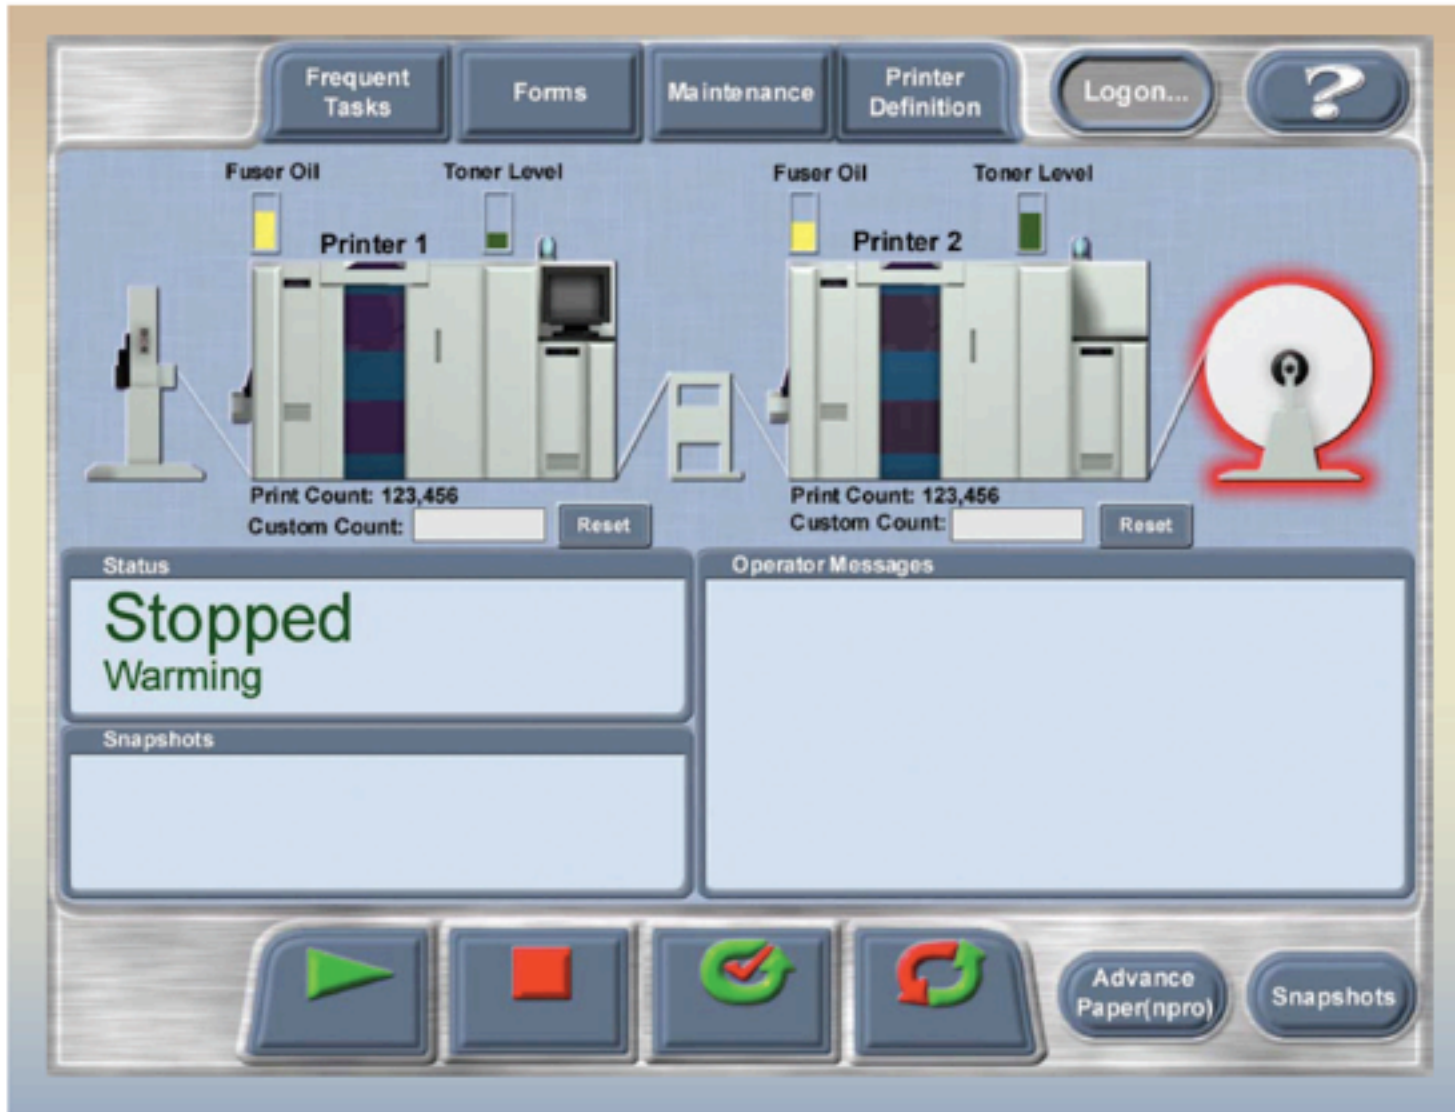 Frequent
Tasks
Forms
Maintenance
Printer
Definition
Logon...
?
Fuser Oil
Toner Level
Fuser Oil
Toner Level
Printer 1
Printer 2
Print Count: 123,456
Custom Count:
Reset
Print Count: 123,456
Custom Count:
Reset
Status
Stopped
Warming
Operator Messages
Snapshots
Advance
Paper(npro)
Snapshots